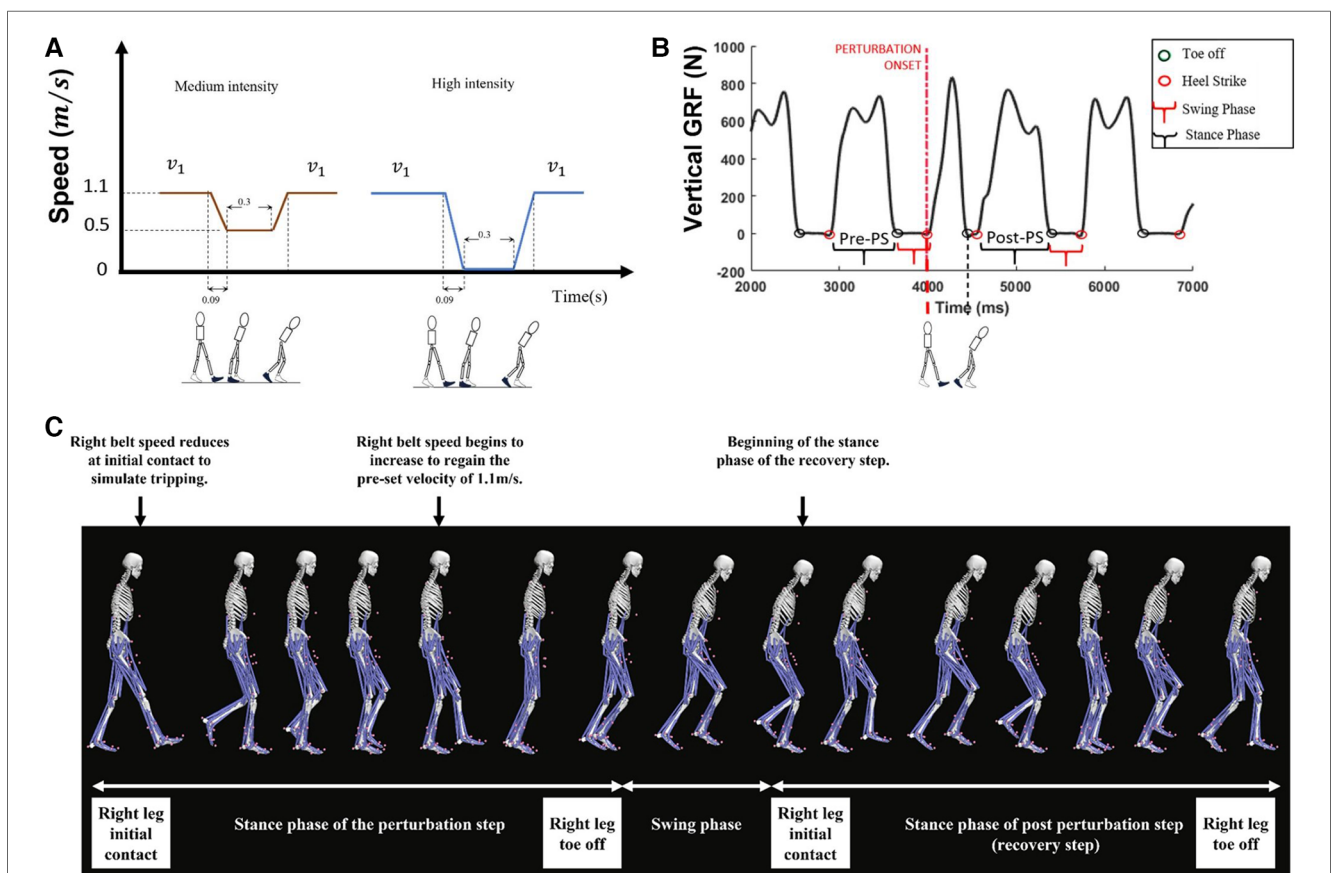 A
Speed (m/s)
Medium intensity
High intensity
v1
v1
v1
v1
1.1
0.5
0
0.3
0.3
0.09
0.09
Time(s)
B
Vertical GRF (N)
1000
800
600
400
200
0
-200
PERTURBATION
ONSET
Toe off
Heel Strike
Swing Phase
Stance Phase
Pre-PS
Post-PS
2000 3000 4000 5000 6000 7000
Time (ms)
C
Right belt speed reduces
at initial contact to
simulate tripping.
Right belt speed begins to
increase to regain the
pre-set velocity of 1.1m/s.
Beginning of the stance
phase of the recovery step.
Right leg
initial
contact
Stance phase of the perturbation step
Right leg
toe off
Swing phase
Right leg
initial
contact
Stance phase of post perturbation step
(recovery step)
Right leg
toe off